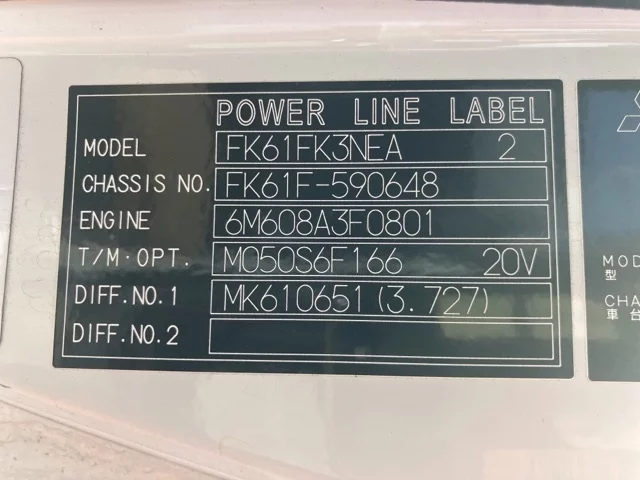 POWER LINE LABEL
MODEL FK61FK3NEA 2
CHASSIS NO. FK61F-590648
ENGINE 6M608A3F0801
T/M·OPT. M050S6F166 20V
DIFF.NO.1 MK610651(3.727)
DIFF.NO.2
MOD
型
CHA
車台